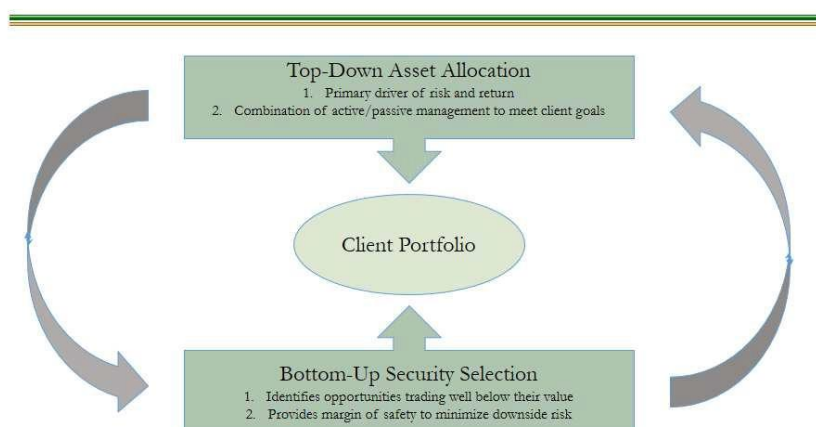 Top-Down Asset Allocation
1. Primary driver of risk and return
2. Combination of active/passive management to meet client goals
Client Portfolio
Bottom-Up Security Selection
1. Identifies opportunities trading well below their value
2. Provides margin of safety to minimize downside risk